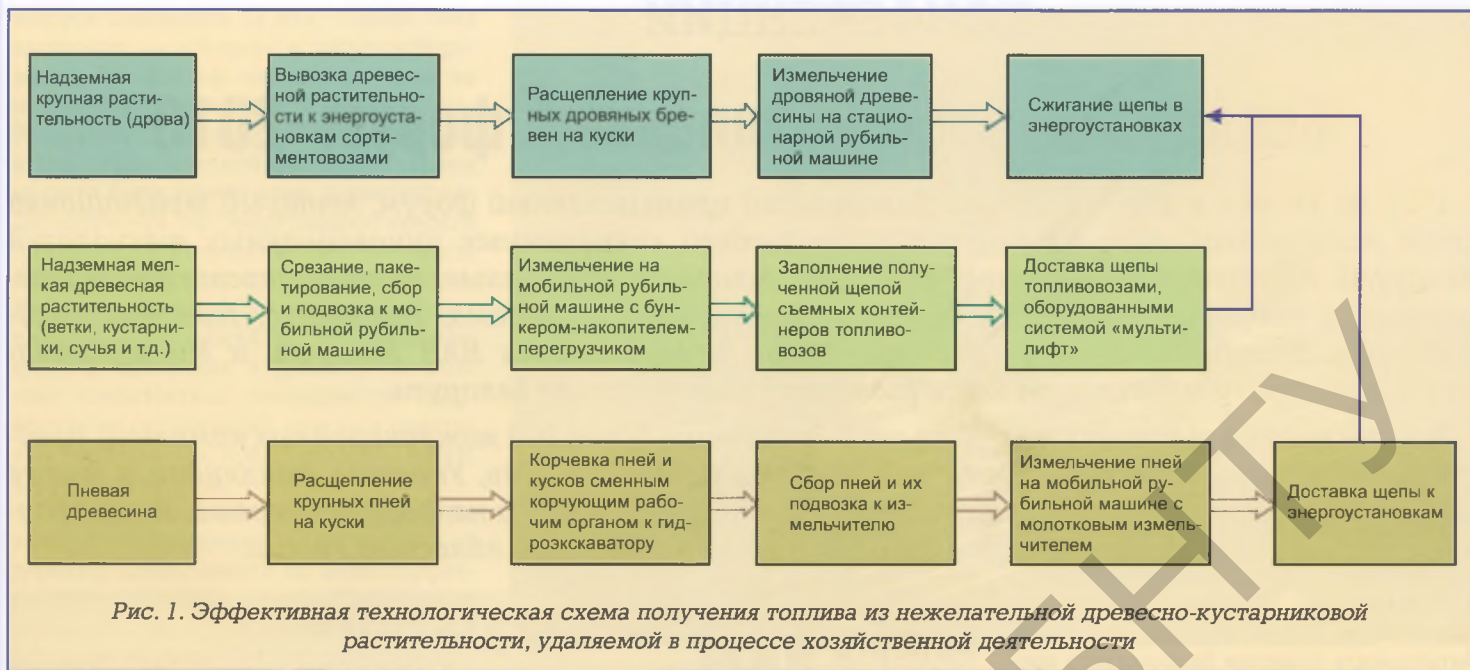 Надземная
крупная расти-
тельность (дрова)
Вывозка древес-
ной растительно-
сти к энергоуста-
новкам сорти-
ментовозами
Расщепление круп-
ных дровяных бре-
вен на куски
Измельчение
дровяной древе-
сины на стацио-
нарной рубиль-
ной машине
Сжигание щепы в
энергоустановках
Надземная мел-
кая древесная
растительность
(ветки, кустарни-
ки, сучья и т.д.)
Срезание, паке-
тирование, сбор
и подвозка к мо-
бильной рубиль-
ной машине
Измельчение на
мобильной рубиль-
ной машине с бун-
кером-накопителем-
перегрузчиком
Заполнение полу-
ченной щепой
съемных контей-
неров топливо-
возов
Доставка щепы
топливовозами,
оборудованными
системой «мульти-
лифт»
Пневая
древесина
Расщепление
крупных пней
на куски
Корчевка пней и
кусков сменным
корчующим рабо-
чим органом к гид-
роэкскаватору
Сбор пней и их
подвозка к из-
мельчителю
Измельчение пней
на мобильной ру-
бильной машине с
молотковым измель-
чителем
Доставка щепы к
энергоустановкам
Рис. 1. Эффективная технологическая схема получения топлива из нежелательной древесно-кустарниковой
растительности, удаляемой в процессе хозяйственной деятельности
БНТУ